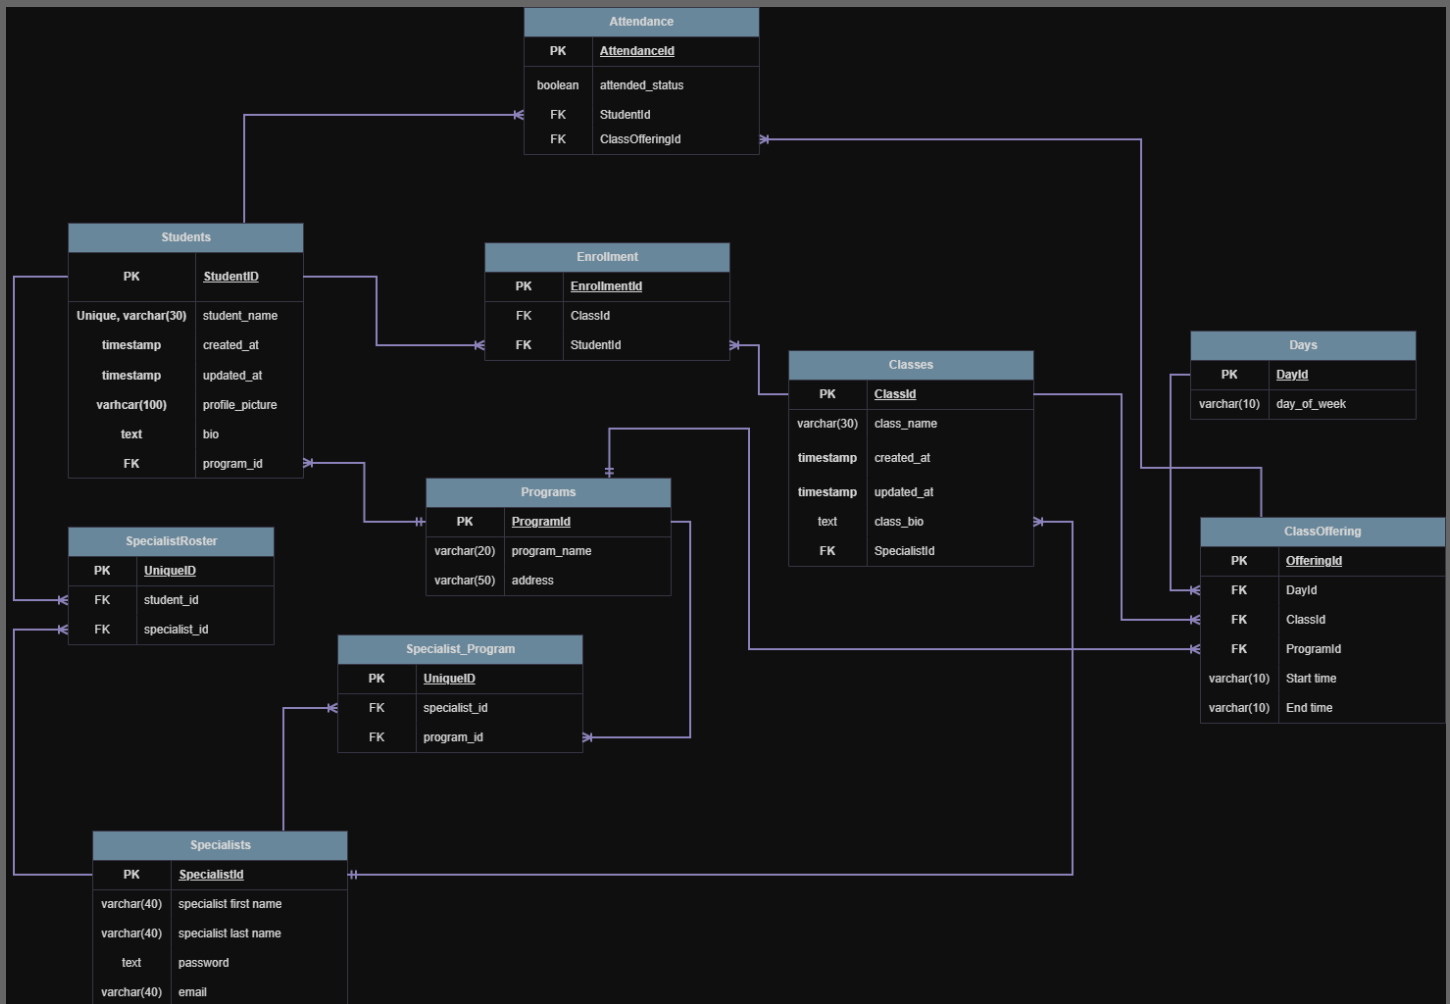 Attendance
PK AttendanceId
boolean attended_status
FK StudentId
FK ClassOfferingId
Students
PK StudentID
Unique, varchar(30) student_name
timestamp created_at
timestamp updated_at
varhcar(100) profile_picture
text bio
FK program_id
Enrollment
PK EnrollmentId
FK ClassId
FK StudentId
Classes
PK ClassId
varchar(30) class_name
timestamp created_at
timestamp updated_at
text class_bio
FK SpecialistId
Days
PK DayId
varchar(10) day_of_week
Programs
PK ProgramId
varchar(20) program_name
varchar(50) address
SpecialistRoster
PK UniqueID
FK student_id
FK specialist_id
ClassOffering
PK OfferingId
FK DayId
FK ClassId
FK ProgramId
varchar(10) Start time
varchar(10) End time
Specialist_Program
PK UniqueID
FK specialist_id
FK program_id
Specialists
PK SpecialistId
varchar(40) specialist first name
varchar(40) specialist last name
text password
varchar(40) email